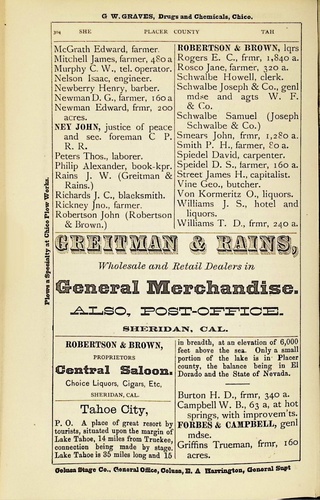 G. W. GRAVES, Drugs and Chemicals, Chico.
304 SHE PLACER COUNTY TAH
McGrath Edward, farmer.
Mitchell James, farmer, 480 a
Murphy C. W., tel. operator.
Nelson Isaac, engineer.
Newberry Henry, barber.
Newman D. G., farmer, 160 a
Newman Edward, frmr, 200
acres.
NEY JOHN, justice of peace
and sec. foreman C P.
R. R.
Peters Thos., laborer.
Philip Alexander, book-kpr.
Rains J. W. (Greitman &
Rains.)
Richards J. C., blacksmith.
Rickney Jno., farmer.
Robertson John (Robertson
& Brown.)
ROBERTSON & BROWN, lqrs
Rogers E. C., frmr, 1,840 a.
Rosco Jane, farmer, 320 a.
Schwalbe Howell, clerk.
Schwalbe Joseph & Co., genl
mdse and agts W. F.
& Co.
Schwalbe Samuel (Joseph
Schwalbe & Co.)
Smears John, frmr, 1,280 a.
Smith P. H., farmer, 80 a.
Spiedel David, carpenter.
Speidel D. S., farmer, 160 a.
Street James H., capitalist.
Vine Geo., butcher.
Von Kormeritz O., liquors.
Williams J. S., hotel and
liquors.
Williams T. D., frmr, 240 a.
Plows a Specialty at Chico Plow Works.
GREITMAN & RAINS,
Wholesale and Retail Dealers in
General Merchandise.
ALSO, POST-OFFICE.
SHERIDAN, CAL.
ROBERTSON & BROWN,
PROPRIETORS
Central Saloon.
Choice Liquors, Cigars, Etc.
SHERIDAN, CAL.
Tahoe City,
P. O. A place of great resort by
tourists, situated upon the margin of
Lake Tahoe, 14 miles from Truckee,
connection being made by stage.
Lake Tahoe is 35 miles long and 15
in breadth, at an elevation of 6,000
feet above the sea. Only a small
portion of the lake is in Placer
county, the balance being in El
Dorado and the State of Nevada.
Burton H. D., frmr, 340 a.
Campbell W. B., 63 a, at hot
springs, with improvem'ts.
FORBES & CAMPBELL, genl
mdse.
Griffins Trueman, frmr, 160
acres.
Colusa Stage Co., General Office, Colusa, E. A Harrington, Genl Supt